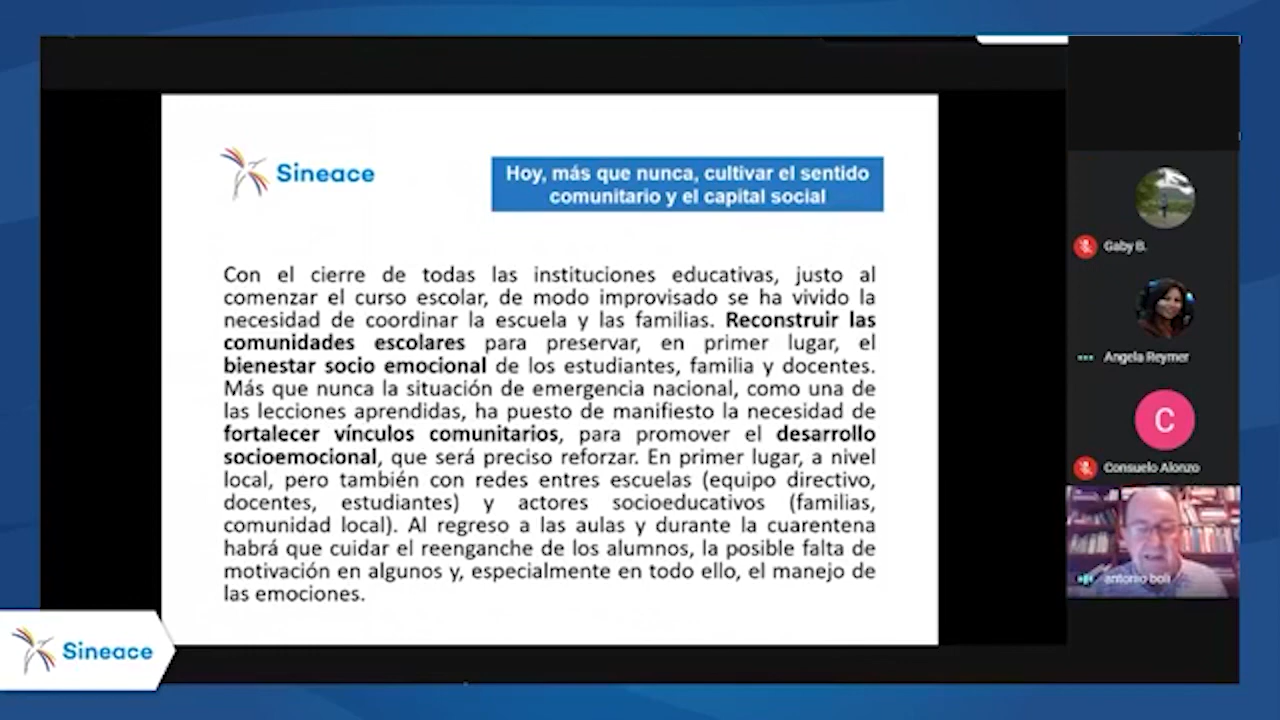 Sineace
Hoy, más que nunca, cultivar el sentido
comunitario y el capital social
Con el cierre de todas las instituciones educativas, justo al
comenzar el curso escolar, de modo improvisado se ha vivido la
necesidad de coordinar la escuela y las familias. Reconstruir las
comunidades escolares para preservar, en primer lugar, el
bienestar socio emocional de los estudiantes, familia y docentes.
Más que nunca la situación de emergencia nacional, como una de
las lecciones aprendidas, ha puesto de manifiesto la necesidad de
fortalecer vínculos comunitarios, para promover el desarrollo
socioemocional, que será preciso reforzar. En primer lugar, a nivel
local, pero también con redes entres escuelas (equipo directivo,
docentes, estudiantes) y actores socioeducativos (familias,
comunidad local). Al regreso a las aulas y durante la cuarentena
habrá que cuidar el reenganche de los alumnos, la posible falta de
motivación en algunos y, especialmente en todo ello, el manejo de
las emociones.
Gaby B.
Angela Reymer
C
Consuelo Alonzo
antonio boli
Sineace